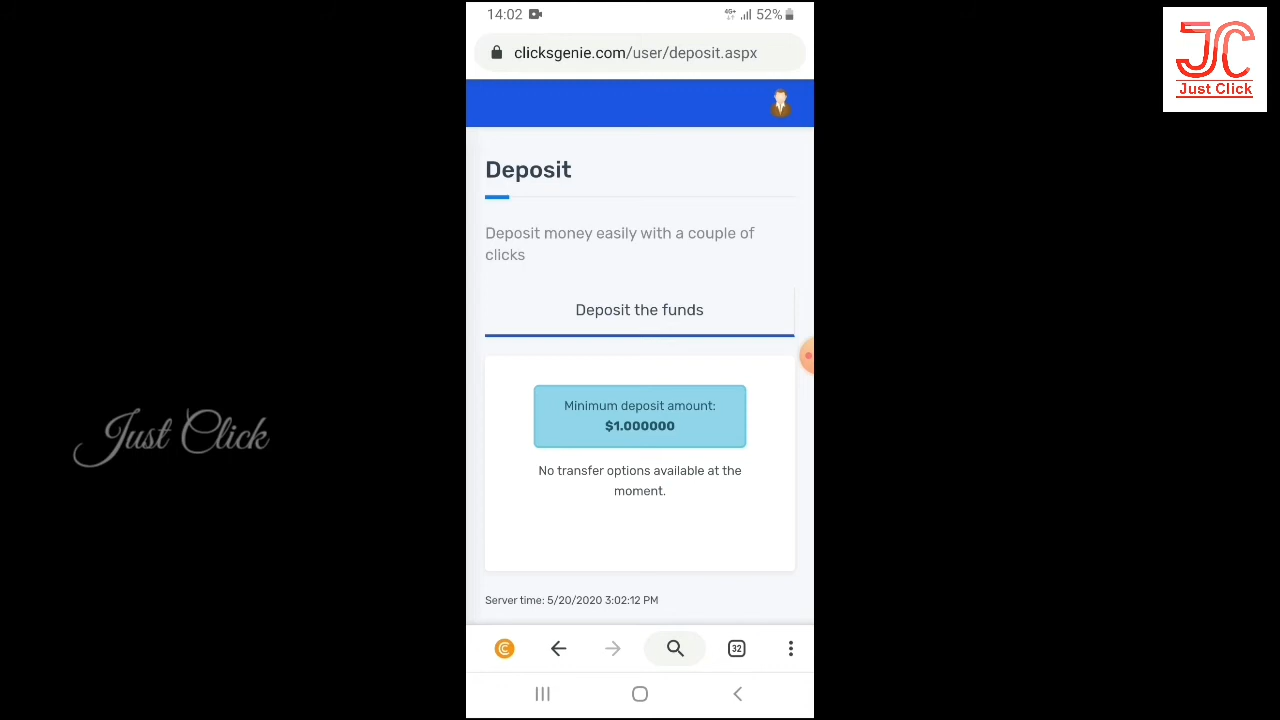 14:02
4G+
52%
JC
Just Click
clicksgenie.com/user/deposit.aspx
Deposit
Deposit money easily with a couple of
clicks
Deposit the funds
Minimum deposit amount:
$1.000000
No transfer options available at the
moment.
Just Click
Server time: 5/20/2020 3:02:12 PM
32